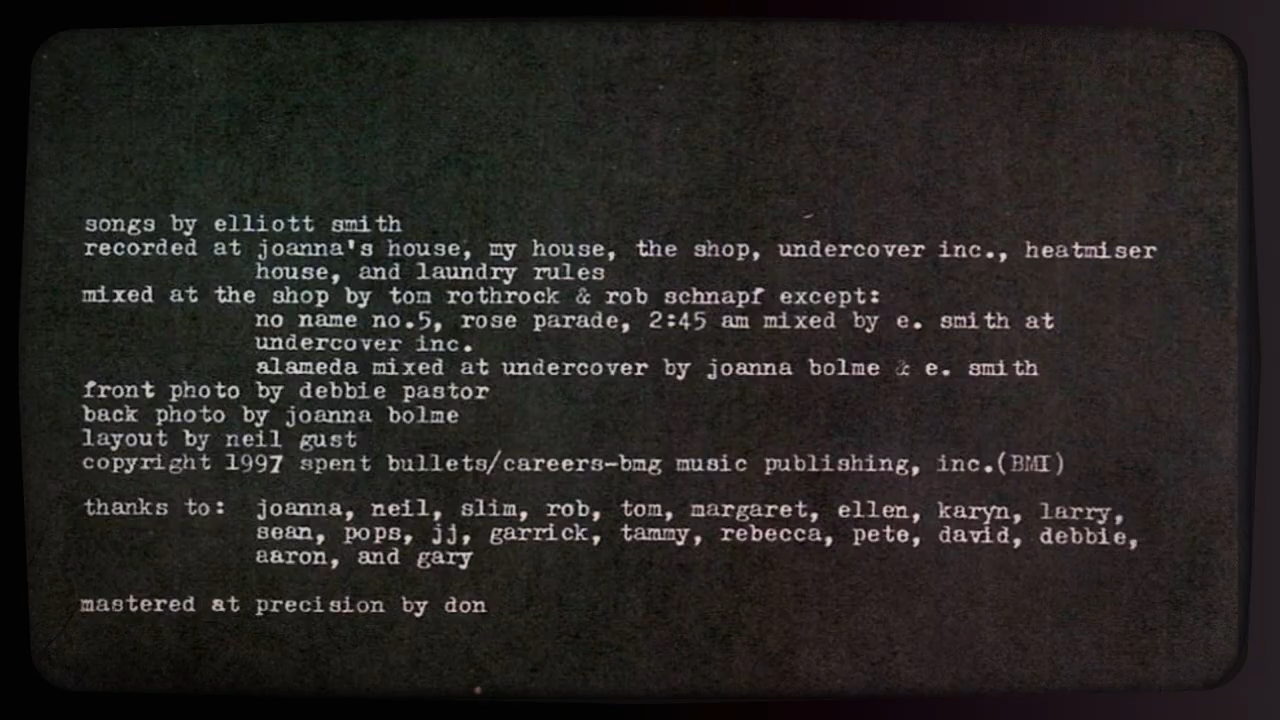 songs by elliott smith
recorded at joanna's house, my house, the shop, undercover inc., heatmiser
house, and laundry rules
mixed at the shop by tom rothrock & rob schnapf except:
no name no.5, rose parade, 2:45 am mixed by e. smith at
undercover inc.
alameda mixed at undercover by joanna bolme & e. smith
front photo by debbie pastor
back photo by joanna bolme
layout by neil gust
copyright 1997 spent bullets/careers-bmg music publishing, inc.(BMI)
thanks to: joanna, neil, slim, rob, tom, margaret, ellen, karyn, larry,
sean, pops, jj, garrick, tammy, rebecca, pete, david, debbie,
aaron, and gary
mastered at precision by don